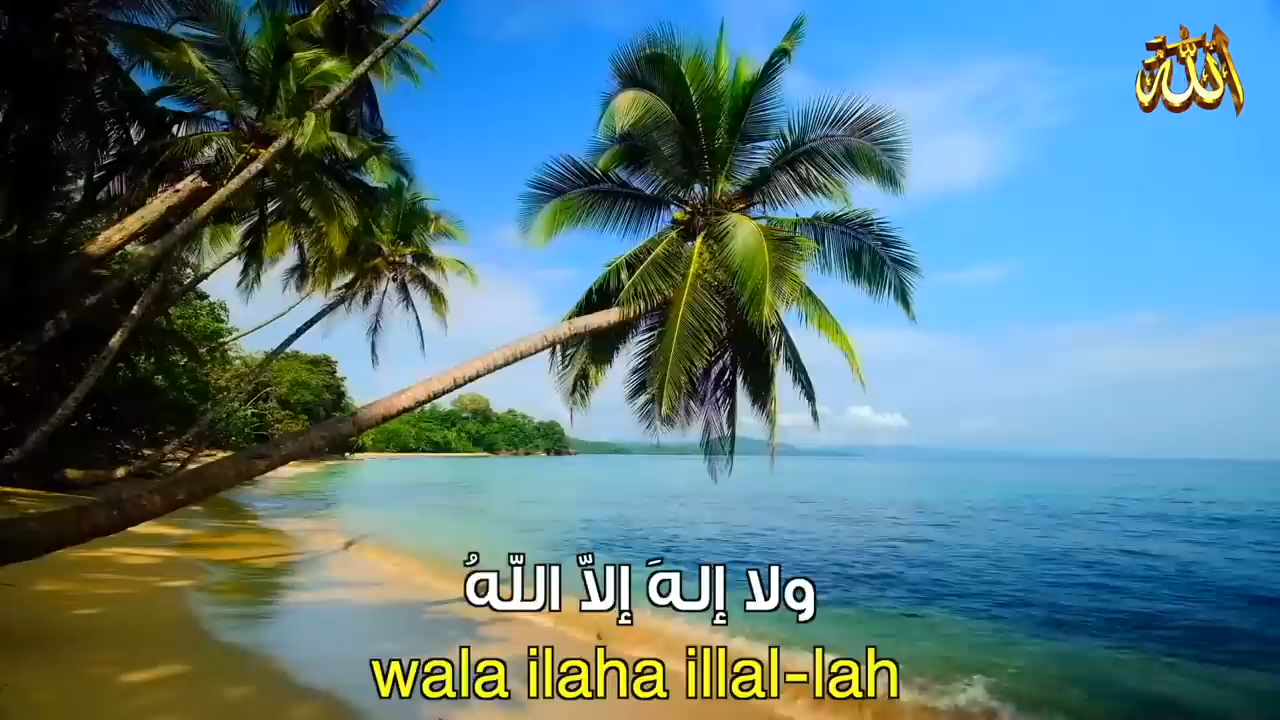 الله
ولا إلهَ إلاّ اللّهُ
wala ilaha illal-lah